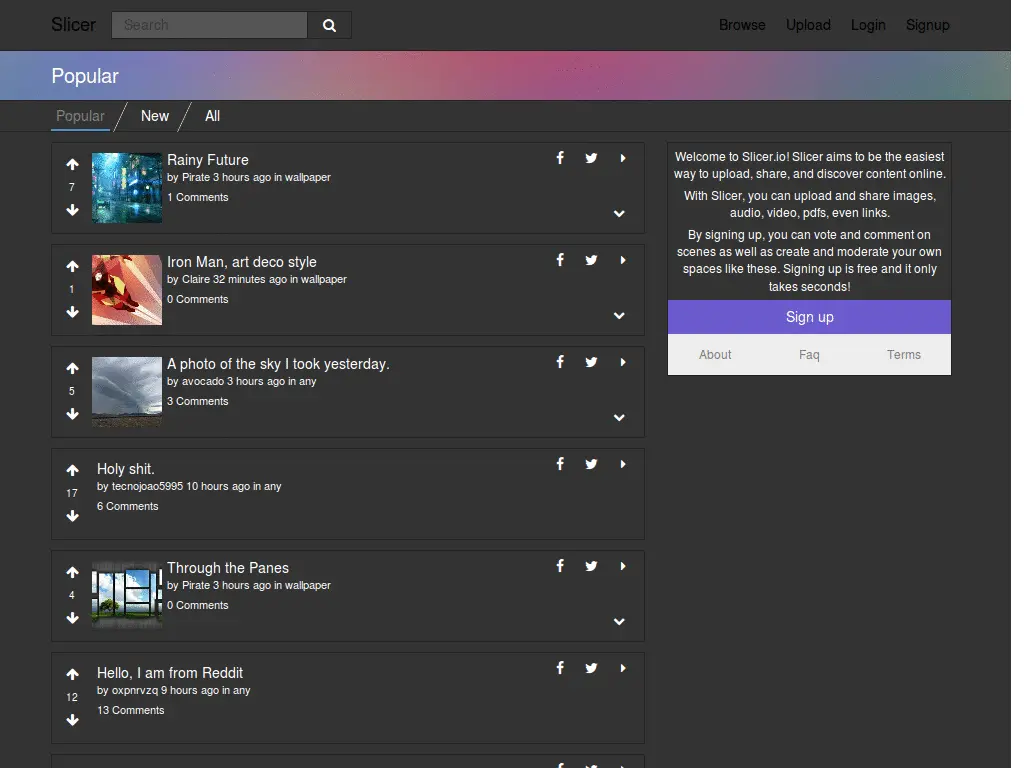 Slicer Search Browse Upload Login Signup
Popular
Popular New All
Rainy Future
7
by Pirate 3 hours ago in wallpaper
1 Comments
Iron Man, art deco style
1
by Claire 32 minutes ago in wallpaper
0 Comments
A photo of the sky I took yesterday.
5
by avocado 3 hours ago in any
3 Comments
Holy shit.
17
by tecnojoao5995 10 hours ago in any
6 Comments
Through the Panes
4
by Pirate 3 hours ago in wallpaper
0 Comments
Hello, I am from Reddit
12
by oxpnrvzq 9 hours ago in any
13 Comments
Welcome to Slicer.io! Slicer aims to be the easiest
way to upload, share, and discover content online.
With Slicer, you can upload and share images,
audio, video, pdfs, even links.
By signing up, you can vote and comment on
scenes as well as create and moderate your own
spaces like these. Signing up is free and it only
takes seconds!
Sign up
About Faq Terms